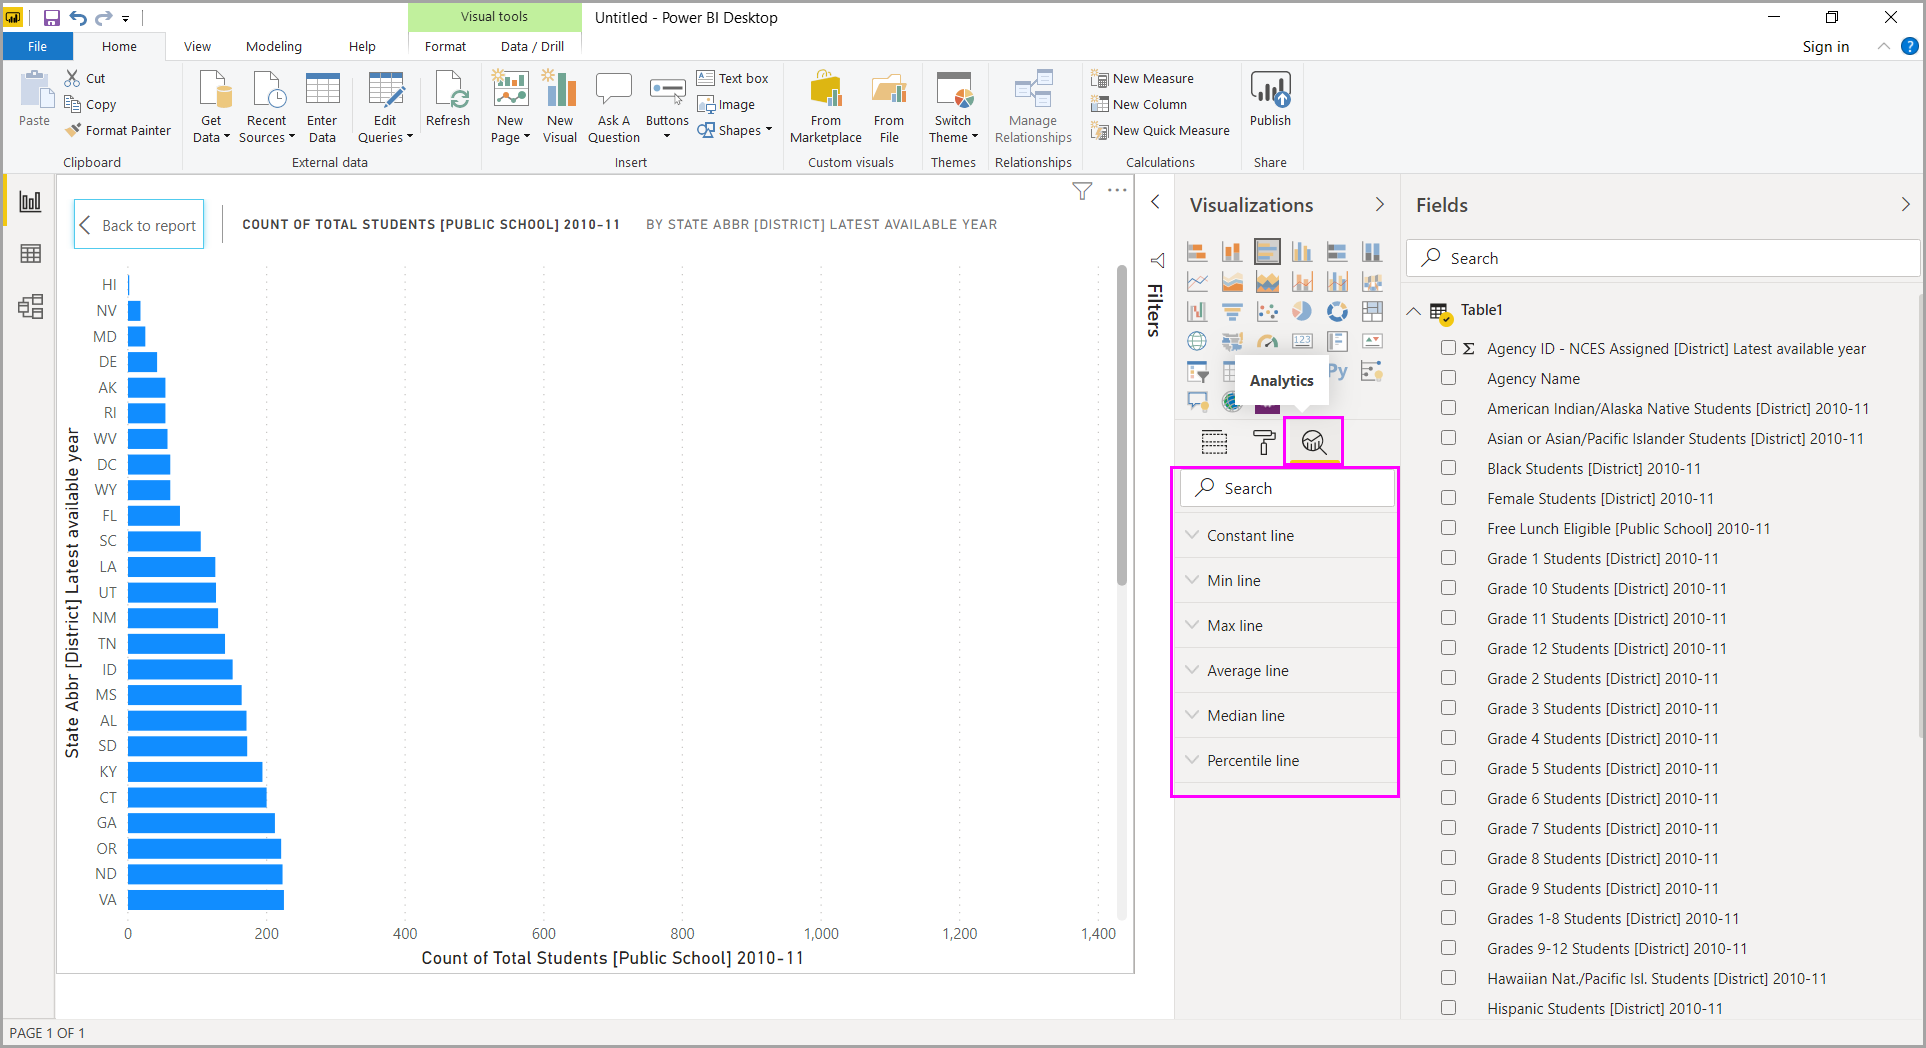 Visual tools
Untitled - Power BI Desktop
File
Home
View
Modeling
Help
Format
Data / Drill
Sign in
?
Paste
Cut
Copy
Format Painter
Clipboard
Get Data
Recent Sources
Enter Data
Edit Queries
Refresh
External data
New Page
New Visual
Ask A Question
Buttons
Text box
Image
Shapes
Insert
From Marketplace
From File
Custom visuals
Switch Theme
Themes
Manage Relationships
Relationships
New Measure
New Column
New Quick Measure
Calculations
Publish
Share
Back to report
COUNT OF TOTAL STUDENTS [PUBLIC SCHOOL] 2010-11
BY STATE ABBR [DISTRICT] LATEST AVAILABLE YEAR
State Abbr [District] Latest available year
HI
NV
MD
DE
AK
RI
WV
DC
WY
FL
SC
LA
UT
NM
TN
ID
MS
AL
SD
KY
CT
GA
OR
ND
VA
0
200
400
600
800
1,000
1,200
1,400
Count of Total Students [Public School] 2010-11
Filters
Visualizations
123
Py
Analytics
Search
Constant line
Min line
Max line
Average line
Median line
Percentile line
Fields
Search
Table1
Σ Agency ID - NCES Assigned [District] Latest available year
Agency Name
American Indian/Alaska Native Students [District] 2010-11
Asian or Asian/Pacific Islander Students [District] 2010-11
Black Students [District] 2010-11
Female Students [District] 2010-11
Free Lunch Eligible [Public School] 2010-11
Grade 1 Students [District] 2010-11
Grade 10 Students [District] 2010-11
Grade 11 Students [District] 2010-11
Grade 12 Students [District] 2010-11
Grade 2 Students [District] 2010-11
Grade 3 Students [District] 2010-11
Grade 4 Students [District] 2010-11
Grade 5 Students [District] 2010-11
Grade 6 Students [District] 2010-11
Grade 7 Students [District] 2010-11
Grade 8 Students [District] 2010-11
Grade 9 Students [District] 2010-11
Grades 1-8 Students [District] 2010-11
Grades 9-12 Students [District] 2010-11
Hawaiian Nat./Pacific Isl. Students [District] 2010-11
Hispanic Students [District] 2010-11
PAGE 1 OF 1